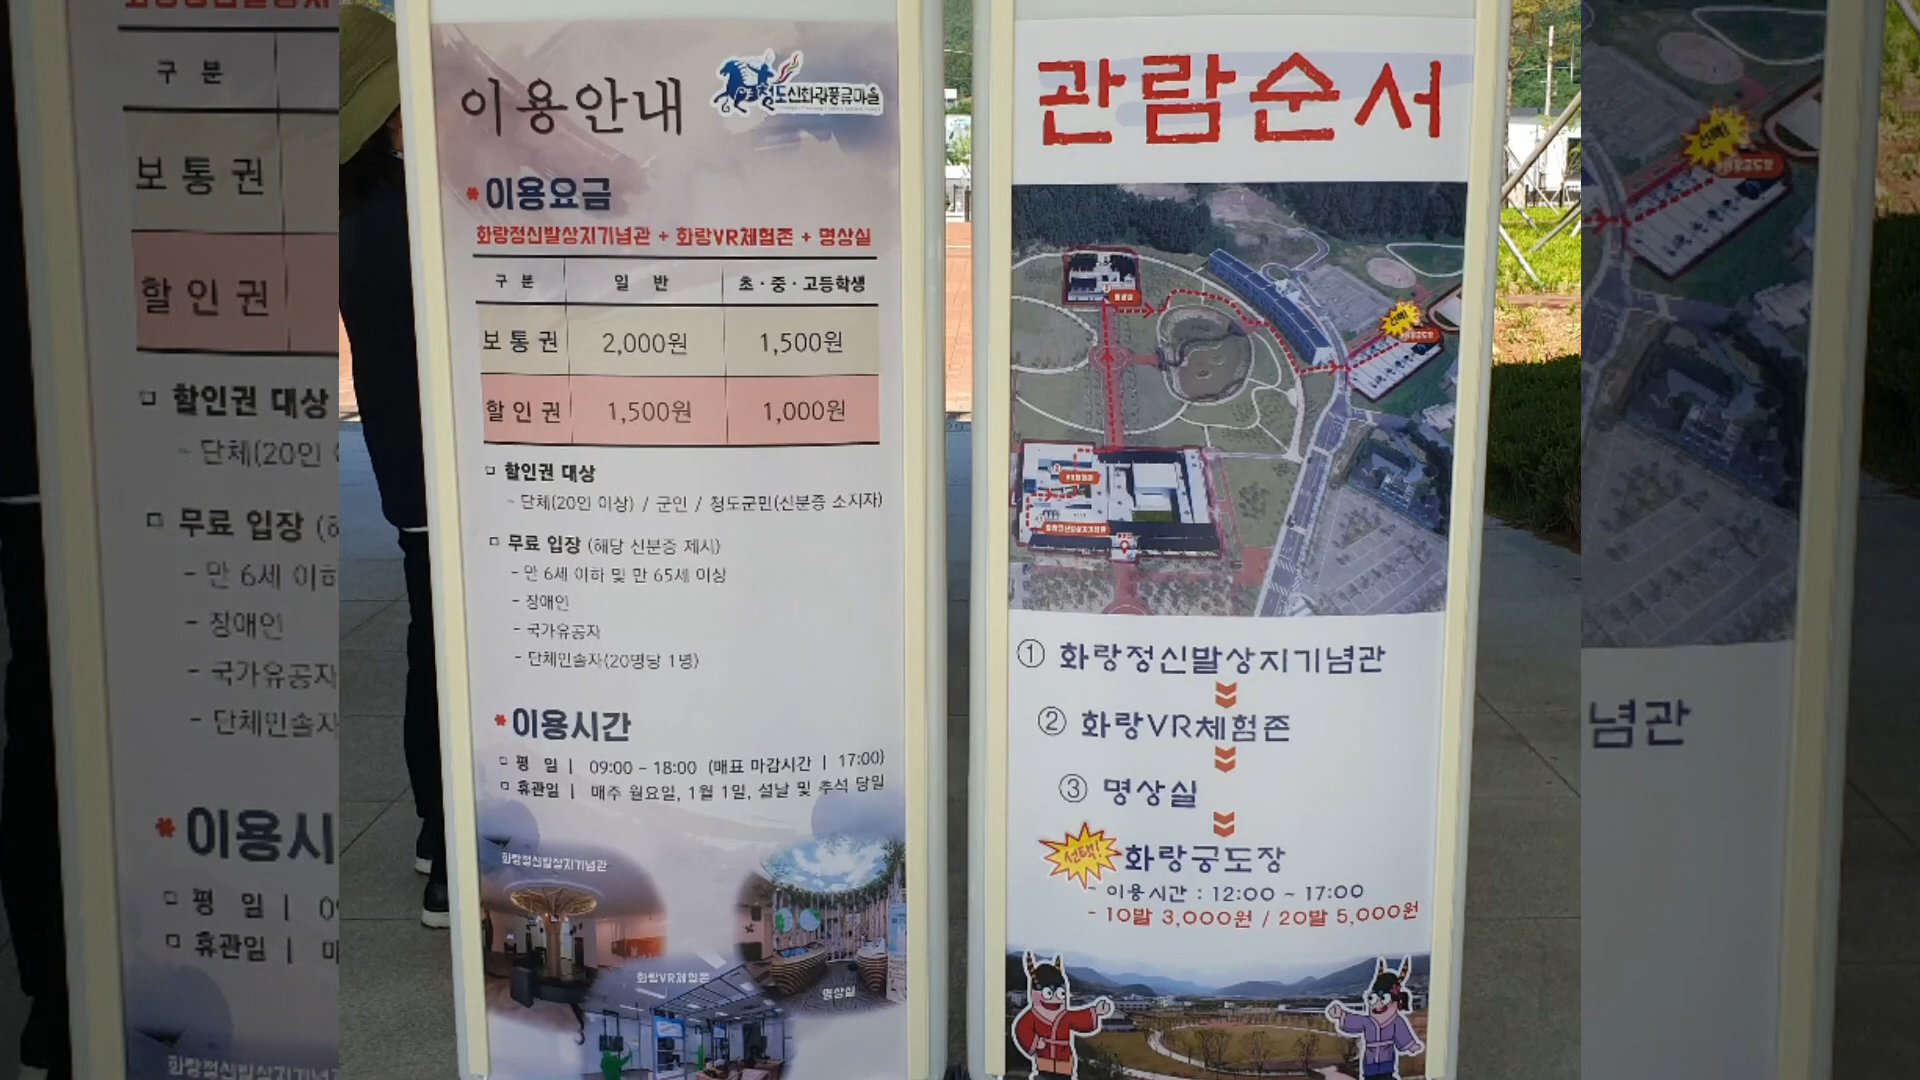 이용안내
청도신화랑풍류마을
*이용요금
화랑정신발상지기념관 + 화랑VR체험존 + 명상실
구 분 일 반 초·중·고등학생
보통권 2,000원 1,500원
할인권 1,500원 1,000원
□ 할인권 대상
- 단체(20인 이상) / 군인 / 청도군민(신분증 소지자)
□ 무료 입장 (해당 신분증 제시)
- 만 6세 이하 및 만 65세 이상
- 장애인
- 국가유공자
- 단체인솔자(20명당 1명)
*이용시간
□ 평 일 | 09:00 - 18:00 (매표 마감시간 | 17:00)
□ 휴관일 | 매주 월요일, 1월 1일, 설날 및 추석 당일
화랑정신발상지기념관
화랑VR체험존
명상실
관람순서
선택!
① 화랑정신발상지기념관
② 화랑VR체험존
③ 명상실
선택! 화랑궁도장
- 이용시간 : 12:00 ~ 17:00
- 10발 3,000원 / 20발 5,000원
구 분
보통권
할인권
□ 할인권 대상
- 단체(20인
□ 무료 입장
- 만 6세 이하
- 장애인
- 국가유공자
- 단체인솔자
*이용시
□ 평 일 |
□ 휴관일 |
념관